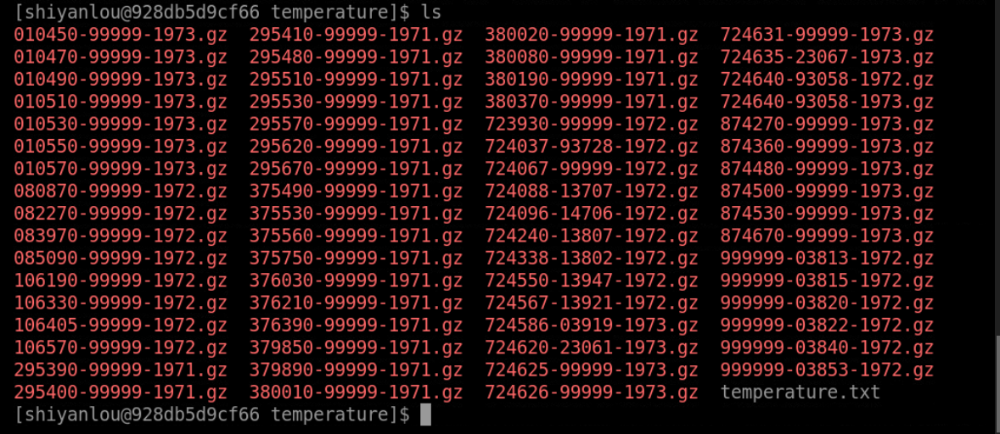 [shiyanlou@928db5d9cf66 temperature]$ ls
010450-99999-1973.gz  295410-99999-1971.gz  380020-99999-1971.gz  724631-99999-1973.gz
010470-99999-1973.gz  295480-99999-1971.gz  380080-99999-1971.gz  724635-23067-1973.gz
010490-99999-1973.gz  295510-99999-1971.gz  380190-99999-1971.gz  724640-93058-1972.gz
010510-99999-1973.gz  295530-99999-1971.gz  380370-99999-1971.gz  724640-93058-1973.gz
010530-99999-1973.gz  295570-99999-1971.gz  723930-99999-1972.gz  874270-99999-1973.gz
010550-99999-1973.gz  295620-99999-1971.gz  724037-93728-1972.gz  874360-99999-1973.gz
010570-99999-1973.gz  295670-99999-1971.gz  724067-99999-1972.gz  874480-99999-1973.gz
080870-99999-1972.gz  375490-99999-1971.gz  724088-13707-1972.gz  874500-99999-1973.gz
082270-99999-1972.gz  375530-99999-1971.gz  724096-14706-1972.gz  874530-99999-1973.gz
083970-99999-1972.gz  375560-99999-1971.gz  724240-13807-1972.gz  874670-99999-1973.gz
085090-99999-1972.gz  375750-99999-1971.gz  724338-13802-1972.gz  999999-03813-1972.gz
106190-99999-1972.gz  376030-99999-1971.gz  724550-13947-1972.gz  999999-03815-1972.gz
106330-99999-1972.gz  376210-99999-1971.gz  724567-13921-1972.gz  999999-03820-1972.gz
106405-99999-1972.gz  376390-99999-1971.gz  724586-03919-1973.gz  999999-03822-1972.gz
106570-99999-1972.gz  379850-99999-1971.gz  724620-23061-1973.gz  999999-03840-1972.gz
295390-99999-1971.gz  379890-99999-1971.gz  724625-99999-1973.gz  999999-03853-1972.gz
295400-99999-1971.gz  380010-99999-1971.gz  724626-99999-1973.gz  temperature.txt
[shiyanlou@928db5d9cf66 temperature]$